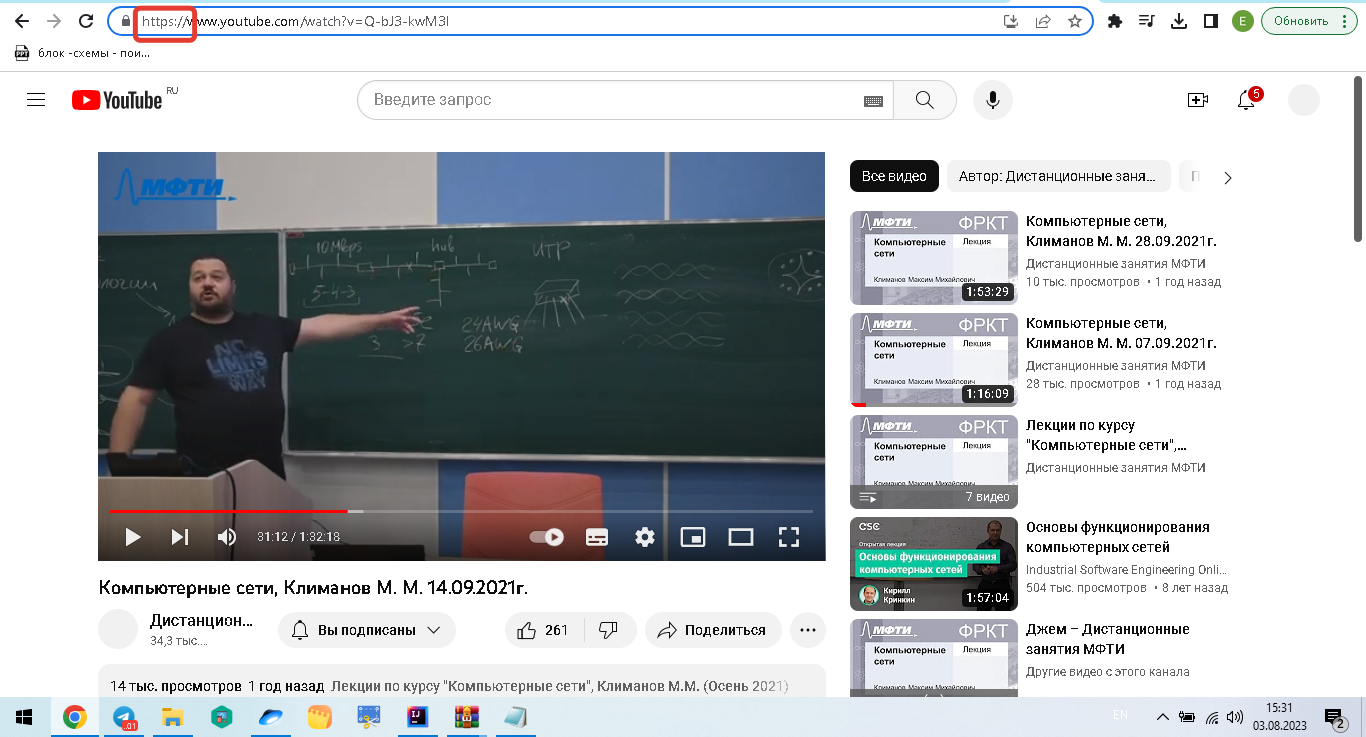 https://www.youtube.com/watch?v=Q-bJ3-kwM3I
E
Обновить
PPT
блок -схемы - пои...
YouTube
RU
Введите запрос
5
МФТИ
10Mbps
hub
ИТР
5-4-3
24AWG
3 > 7
26AWG
NO
LIMITS
WAY
31:12 / 1:32:18
Компьютерные сети, Климанов М. М. 14.09.2021г.
Дистанцион...
34,3 тыс....
Вы подписаны
261
Поделиться
14 тыс. просмотров 1 год назад Лекции по курсу "Компьютерные сети", Климанов М.М. (Осень 2021)
Все видео
Автор: Дистанционные заня...
П
МФТИ ФРКТ
Компьютерные сети
Лекция
Климанов Максим Михайлович
1:53:29
Компьютерные сети,
Климанов М. М. 28.09.2021г.
Дистанционные занятия МФТИ
10 тыс. просмотров • 1 год назад
МФТИ ФРКТ
Компьютерные сети
Лекция
Климанов Максим Михайлович
1:16:09
Компьютерные сети,
Климанов М. М. 07.09.2021г.
Дистанционные занятия МФТИ
28 тыс. просмотров • 1 год назад
МФТИ ФРКТ
Компьютерные сети
Лекция
7 видео
Лекции по курсу
"Компьютерные сети",...
Дистанционные занятия МФТИ
CSC
Открытая лекция
Основы функционирования
компьютерных сетей
Кирилл
Кринкин
1:57:04
Основы функционирования
компьютерных сетей
Industrial Software Engineering Onli...
504 тыс. просмотров • 8 лет назад
МФТИ ФРКТ
Компьютерные сети
Лекция
Джем – Дистанционные
занятия МФТИ
Другие видео с этого канала
.01
IJ
EN
15:31
03.08.2023
2